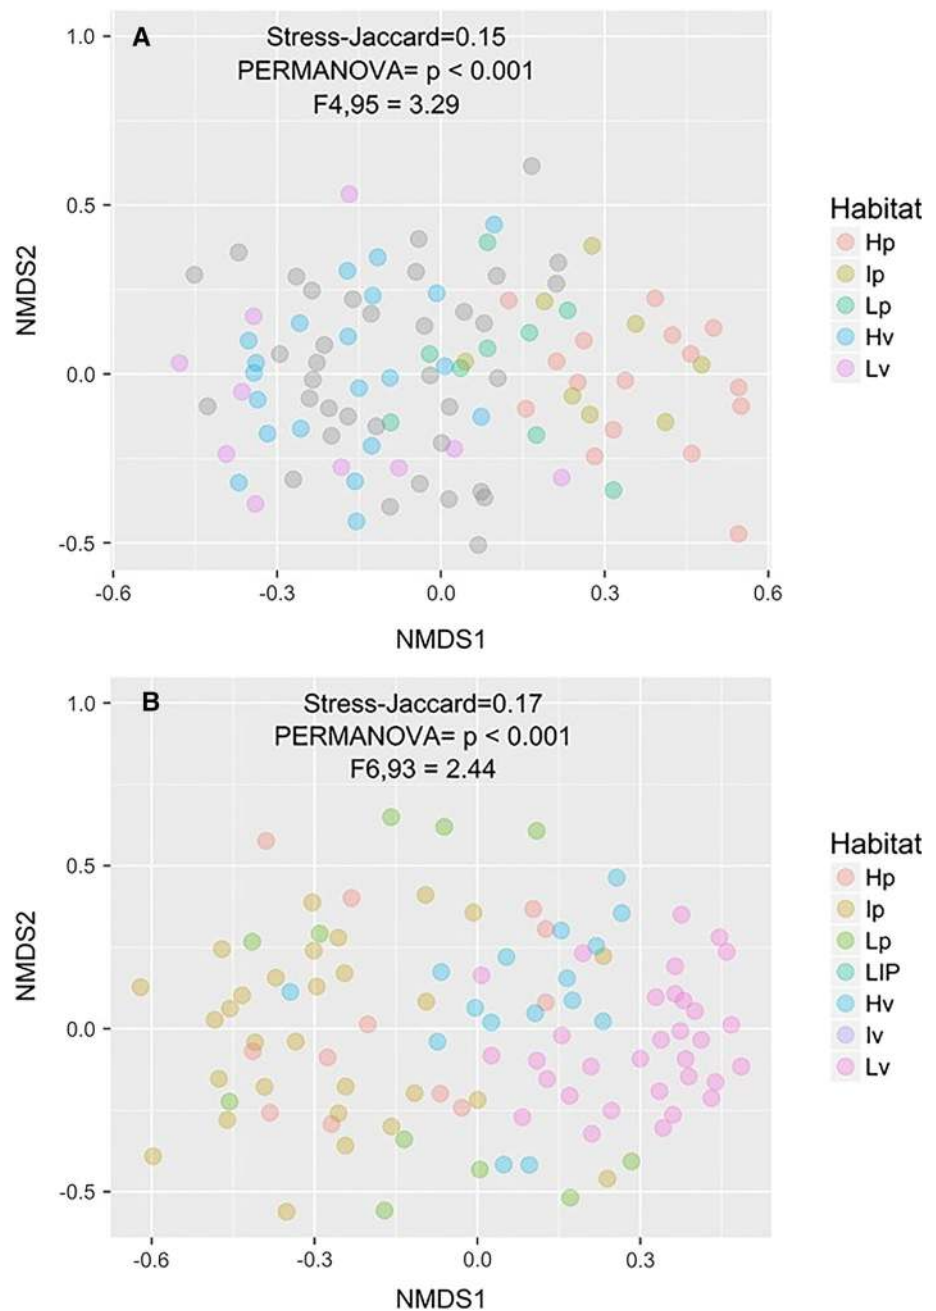 A
Stress-Jaccard=0.15
PERMANOVA= p < 0.001
F4,95 = 3.29
1.0
0.5
0.0
-0.5
NMDS2
-0.6 -0.3 0.0 0.3 0.6
NMDS1
Habitat
Hp
Ip
Lp
Hv
Lv
B
Stress-Jaccard=0.17
PERMANOVA= p < 0.001
F6,93 = 2.44
1.0
0.5
0.0
-0.5
NMDS2
-0.6 -0.3 0.0 0.3
NMDS1
Habitat
Hp
Ip
Lp
LIP
Hv
Iv
Lv